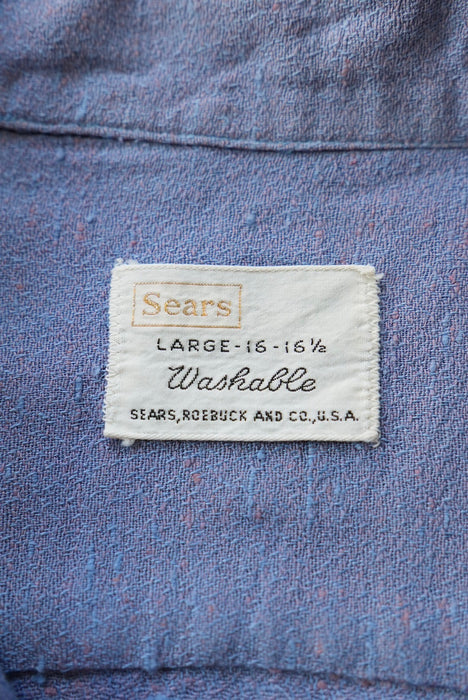 Sears
LARGE-16-16½
Washable
SEARS, ROEBUCK AND CO., U.S.A.